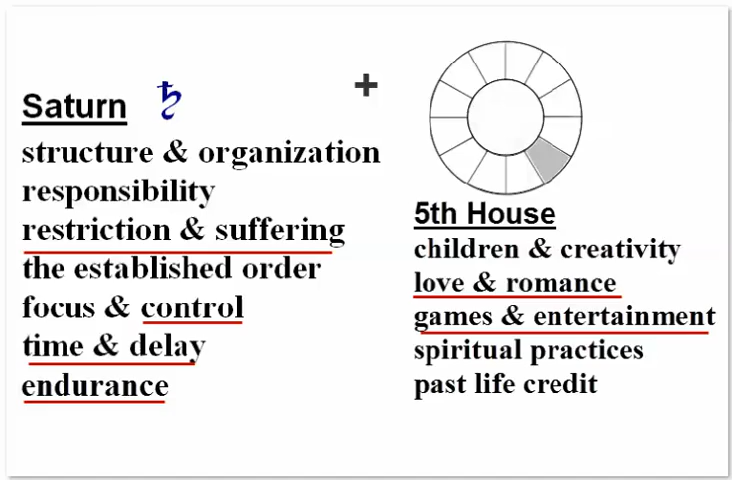 Saturn ♄
structure & organization
responsibility
restriction & suffering
the established order
focus & control
time & delay
endurance
+
5th House
children & creativity
love & romance
games & entertainment
spiritual practices
past life credit